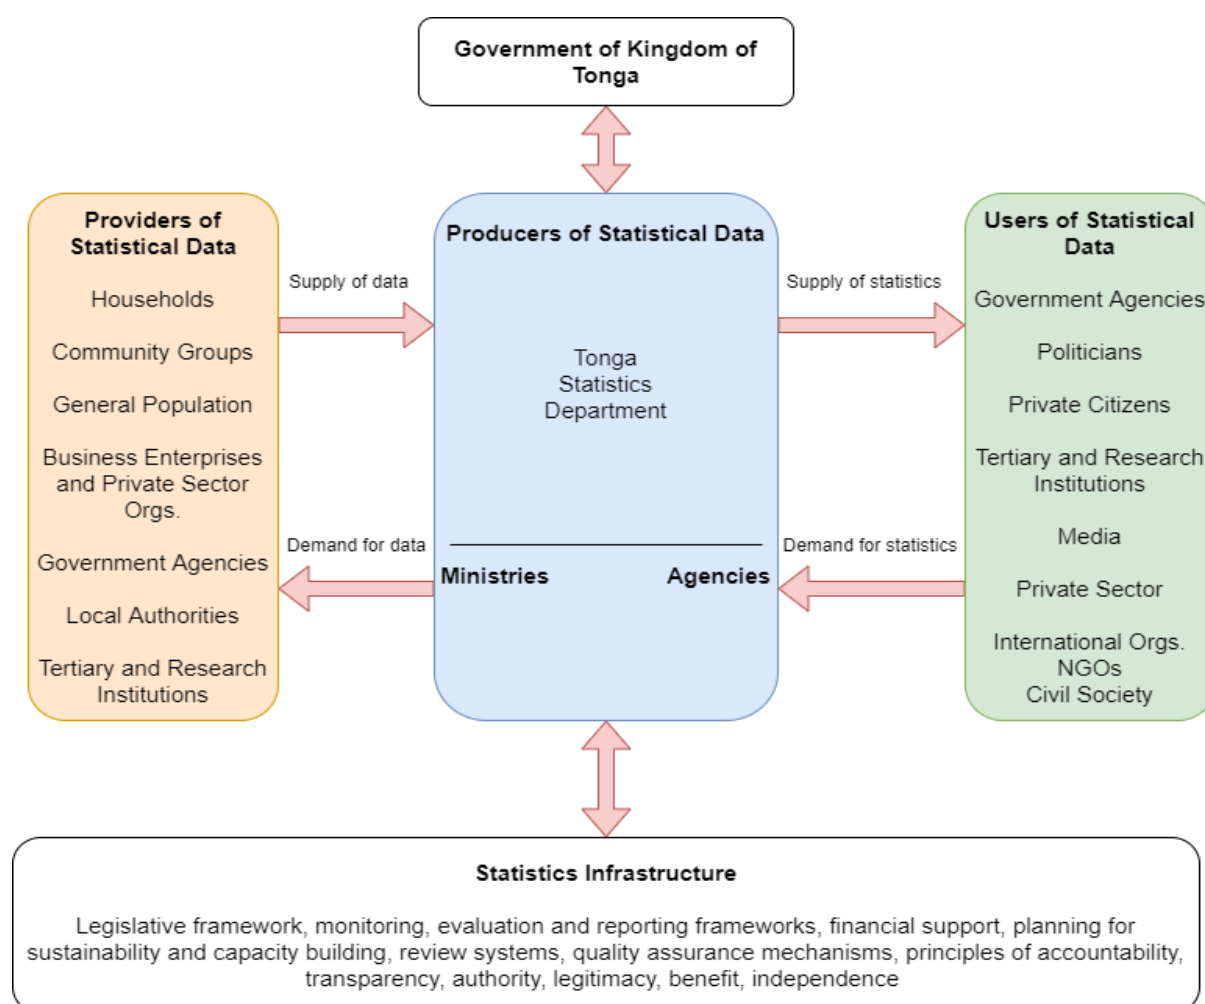 Government of Kingdom of
Tonga
Providers of
Statistical Data
Households
Community Groups
General Population
Business Enterprises
and Private Sector
Orgs.
Government Agencies
Local Authorities
Tertiary and Research
Institutions
Supply of data
Demand for data
Producers of Statistical Data
Tonga
Statistics
Department
Ministries
Agencies
Supply of statistics
Demand for statistics
Users of Statistical
Data
Government Agencies
Politicians
Private Citizens
Tertiary and Research
Institutions
Media
Private Sector
International Orgs.
NGOs
Civil Society
Statistics Infrastructure
Legislative framework, monitoring, evaluation and reporting frameworks, financial support, planning for
sustainability and capacity building, review systems, quality assurance mechanisms, principles of accountability,
transparency, authority, legitimacy, benefit, independence